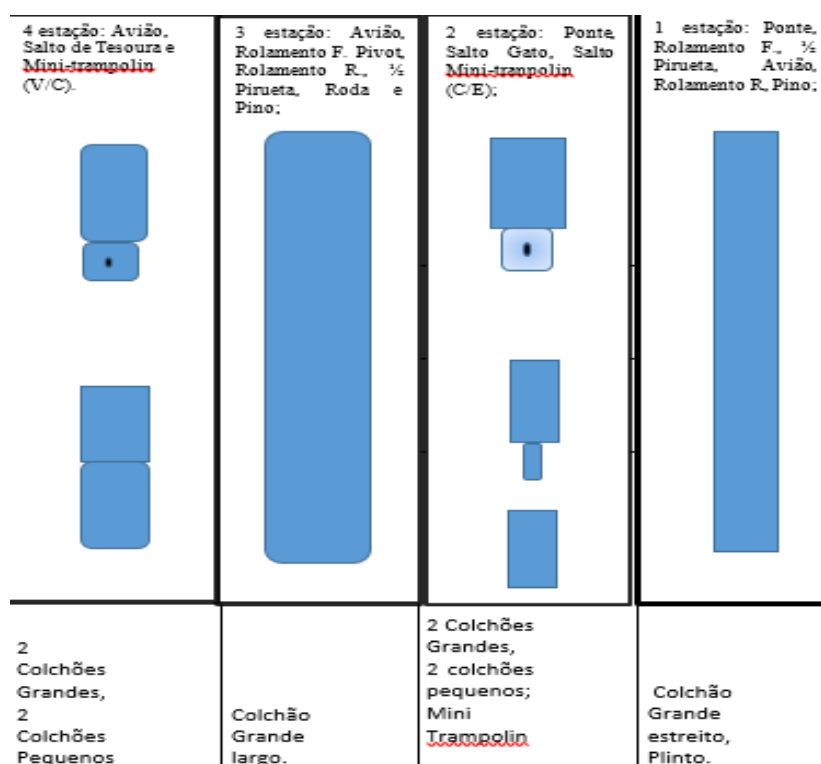 4 estação: Avião,
Salto de Tesoura e
Mini-trampolin
(V/C).
3 estação: Avião,
Rolamento F. Pivot,
Rolamento R., ½
Pirueta, Roda e
Pino;
2 estação: Ponte,
Salto Gato, Salto
Mini-tranpolin
(C/E);
1 estação: Ponte,
Rolamento F., ½
Pirueta, Avião,
Rolamento R, Pino;
2
Colchões
Grandes,
2
Colchões
Pequenos
Colchão
Grande
largo.
2 Colchões
Grandes,
2 colchões
pequenos;
Mini
Trampolin
Colchão
Grande
estreito,
Plinto.